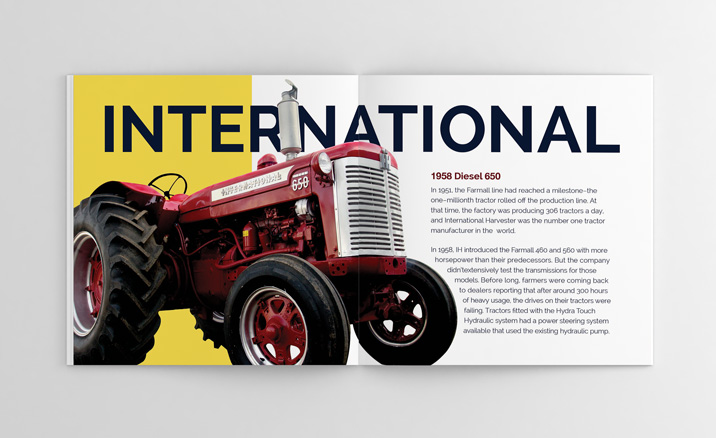 INTERNATIONAL
INTERNATIONAL
650
1958 Diesel 650
In 1951, the Farmall line had reached a milestone–the
one–millionth tractor rolled off the production line. At
that time, the factory was producing 306 tractors a day,
and International Harvester was the number one tractor
manufacturer in the world.
In 1958, IH introduced the Farmall 460 and 560 with more
horsepower than their predecessors. But the company
didn'textensively test the transmissions for those
models. Before long, farmers were coming back
to dealers reporting that after around 300 hours
of heavy usage, the drives on their tractors were
failing. Tractors fitted with the Hydra Touch
Hydraulic system had a power steering system
available that used the existing hydraulic pump.